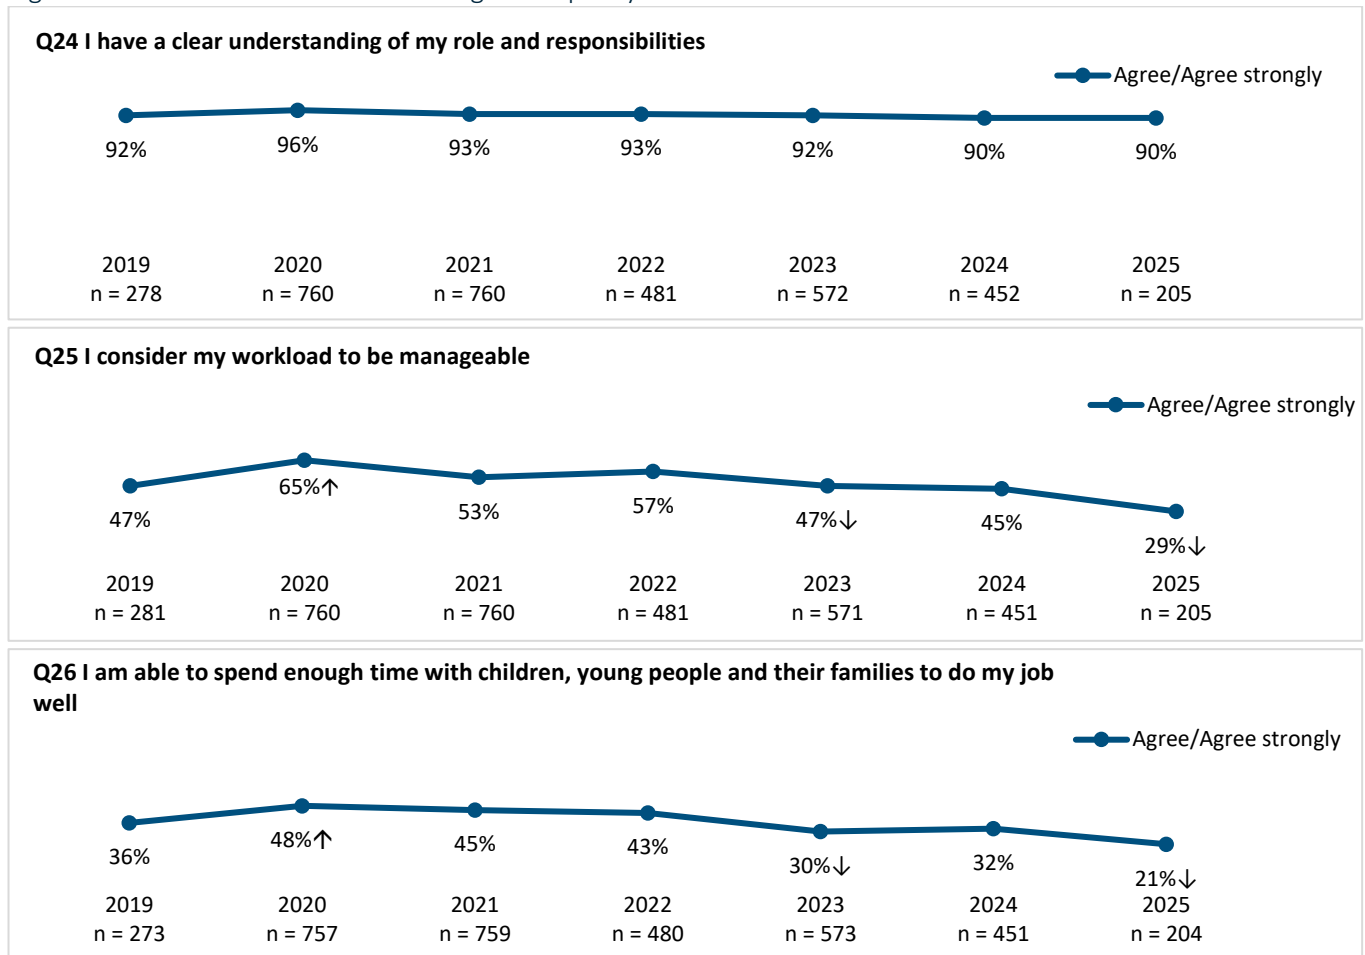 Q24 I have a clear understanding of my role and responsibilities
Agree/Agree strongly
92% 96% 93% 93% 92% 90% 90%
2019 2020 2021 2022 2023 2024 2025
n = 278 n = 760 n = 760 n = 481 n = 572 n = 452 n = 205
Q25 I consider my workload to be manageable
Agree/Agree strongly
47% 65%↑ 53% 57% 47%↓ 45% 29%↓
2019 2020 2021 2022 2023 2024 2025
n = 281 n = 760 n = 760 n = 481 n = 571 n = 451 n = 205
Q26 I am able to spend enough time with children, young people and their families to do my job
well
Agree/Agree strongly
36% 48%↑ 45% 43% 30%↓ 32% 21%↓
2019 2020 2021 2022 2023 2024 2025
n = 273 n = 757 n = 759 n = 480 n = 573 n = 451 n = 204